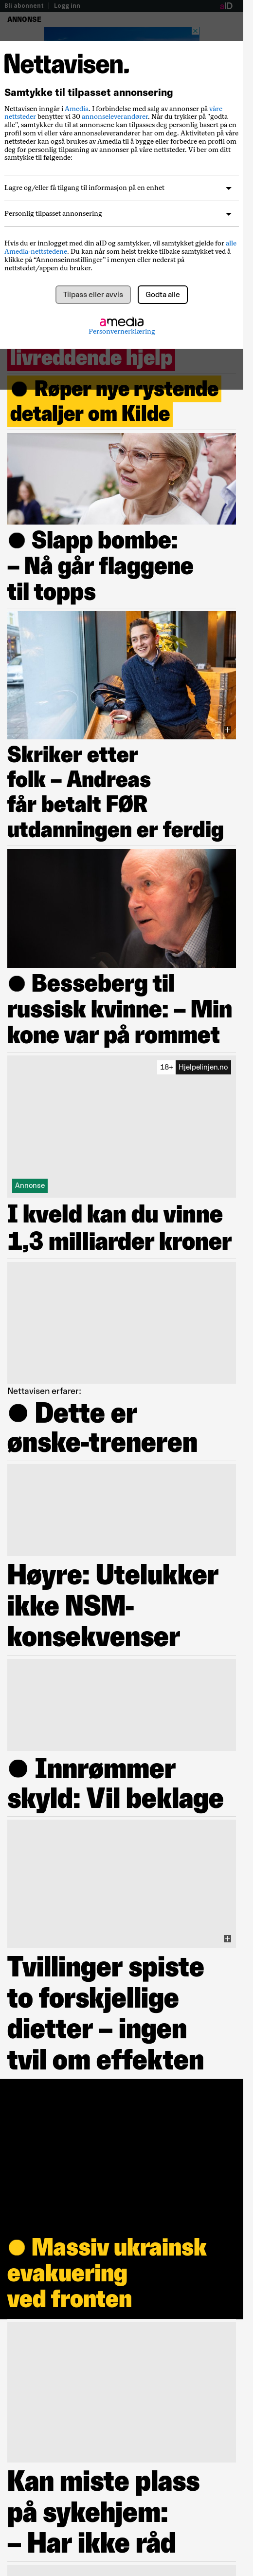 Bli abonnent | Logg inn
aID
ANNONSE
Nettavisen.
Samtykke til tilpasset annonsering
Nettavisen inngår i Amedia. I forbindelse med salg av annonser på våre
nettsteder benytter vi 30 annonseleverandører. Når du trykker på "godta
alle", samtykker du til at annonsene kan tilpasses deg personlig basert på en
profil som vi eller våre annonseleverandører har om deg. Aktiviteten på våre
nettsteder kan også brukes av Amedia til å bygge eller forbedre en profil om
deg for personlig tilpasning av annonser på våre nettsteder. Vi ber om ditt
samtykke til følgende:
Lagre og/eller få tilgang til informasjon på en enhet
Personlig tilpasset annonsering
Hvis du er innlogget med din aID og samtykker, vil samtykket gjelde for alle
Amedia-nettstedene. Du kan når som helst trekke tilbake samtykket ved å
klikke på “Annonseinnstillinger” i menyen eller nederst på
nettstedet/appen du bruker.
Tilpass eller avvis
Godta alle
amedia
Personvernerklæring
livreddende hjelp
● Røper nye rystende
detaljer om Kilde
● Slapp bombe:
– Nå går flaggene
til topps
Skriker etter
folk – Andreas
får betalt FØR
utdanningen er ferdig
● Besseberg til
russisk kvinne: – Min
kone var på rommet
18+ Hjelpelinjen.no
Annonse
I kveld kan du vinne
1,3 milliarder kroner
Nettavisen erfarer:
● Dette er
ønske-treneren
Høyre: Utelukker
ikke NSM-
konsekvenser
● Innrømmer
skyld: Vil beklage
Tvillinger spiste
to forskjellige
dietter – ingen
tvil om effekten
● Massiv ukrainsk
evakuering
ved fronten
Kan miste plass
på sykehjem:
– Har ikke råd